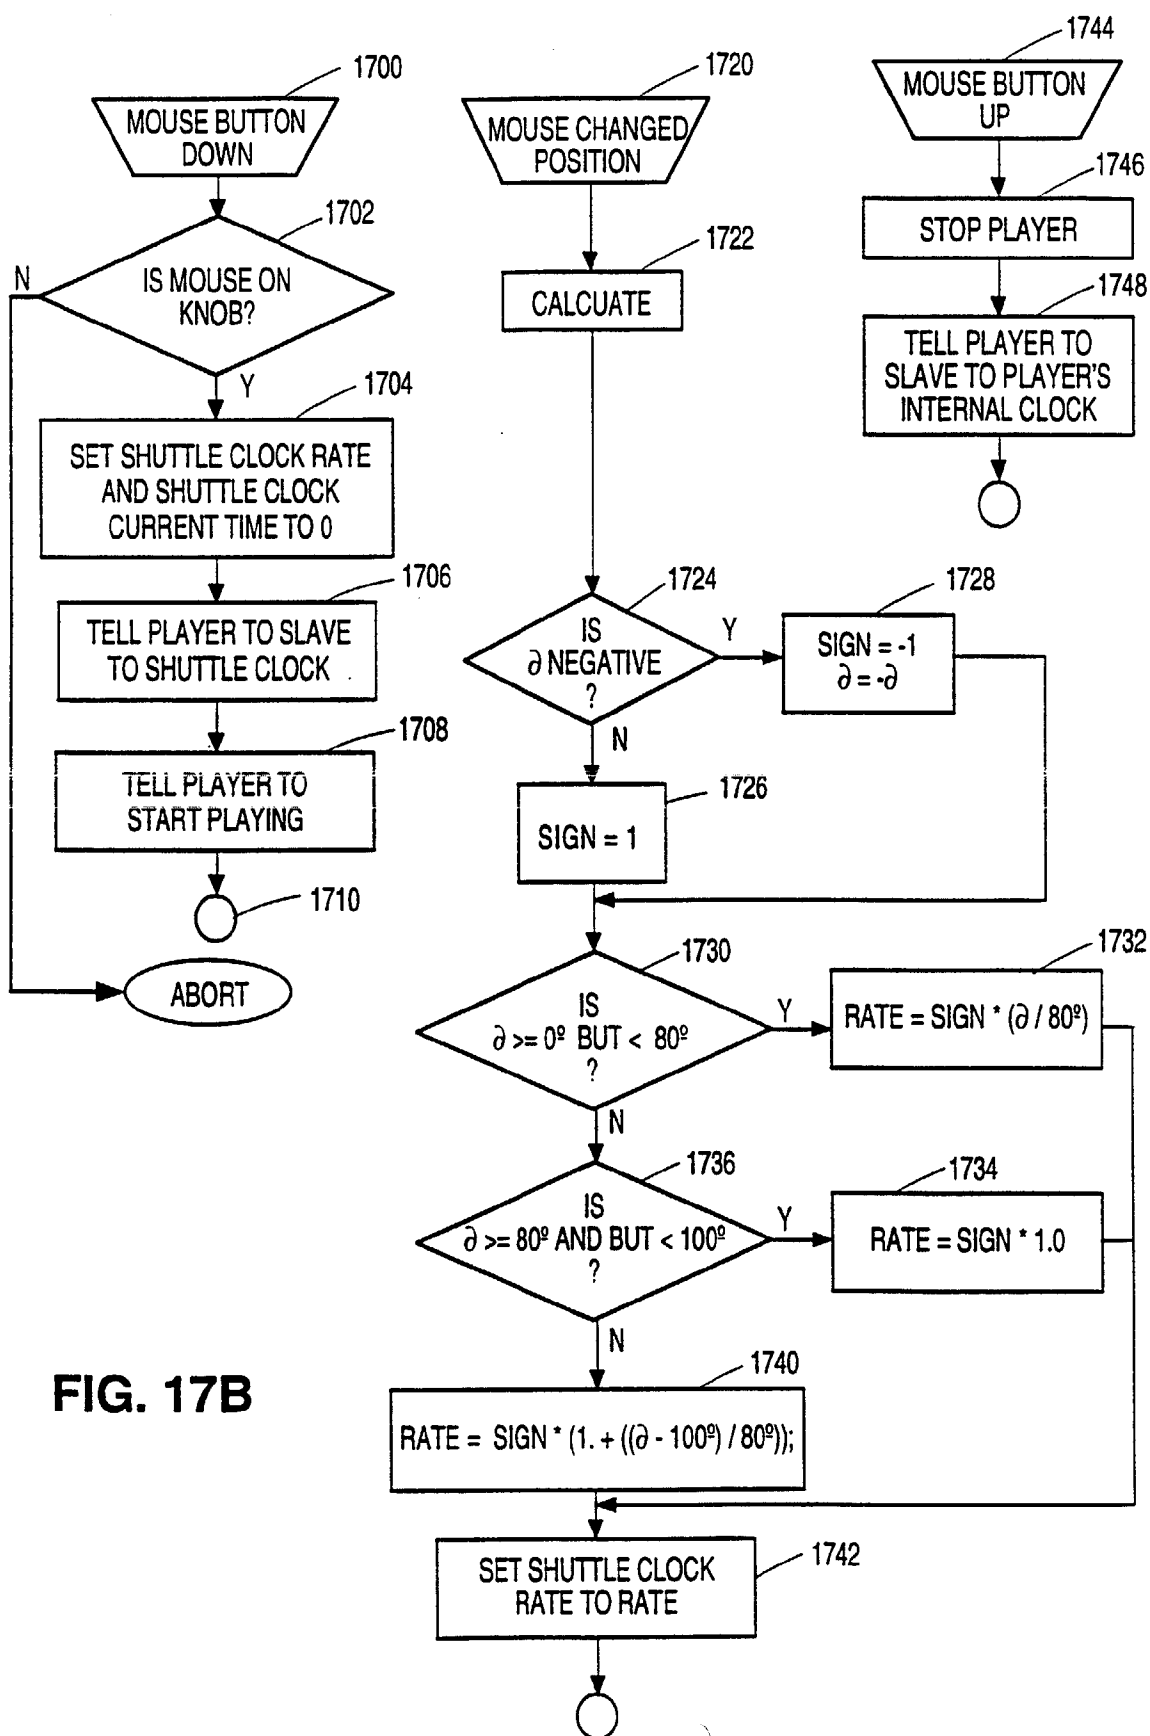 1700
MOUSE BUTTON
DOWN
1702
N
IS MOUSE ON
KNOB?
Y
1704
SET SHUTTLE CLOCK RATE
AND SHUTTLE CLOCK
CURRENT TIME TO 0
1706
TELL PLAYER TO SLAVE
TO SHUTTLE CLOCK
1708
TELL PLAYER TO
START PLAYING
1710
ABORT
1720
MOUSE CHANGED
POSITION
1722
CALCUATE
1724
IS
∂ NEGATIVE
?
Y
N
1728
SIGN = -1
∂ = -∂
1726
SIGN = 1
1730
IS
∂ >= 0º BUT < 80º
?
Y
N
1732
RATE = SIGN * (∂ / 80º)
1736
IS
∂ >= 80º AND BUT < 100º
?
Y
N
1734
RATE = SIGN * 1.0
1740
RATE = SIGN * (1. + ((∂ - 100º) / 80º));
1742
SET SHUTTLE CLOCK
RATE TO RATE
1744
MOUSE BUTTON
UP
1746
STOP PLAYER
1748
TELL PLAYER TO
SLAVE TO PLAYER'S
INTERNAL CLOCK
FIG. 17B